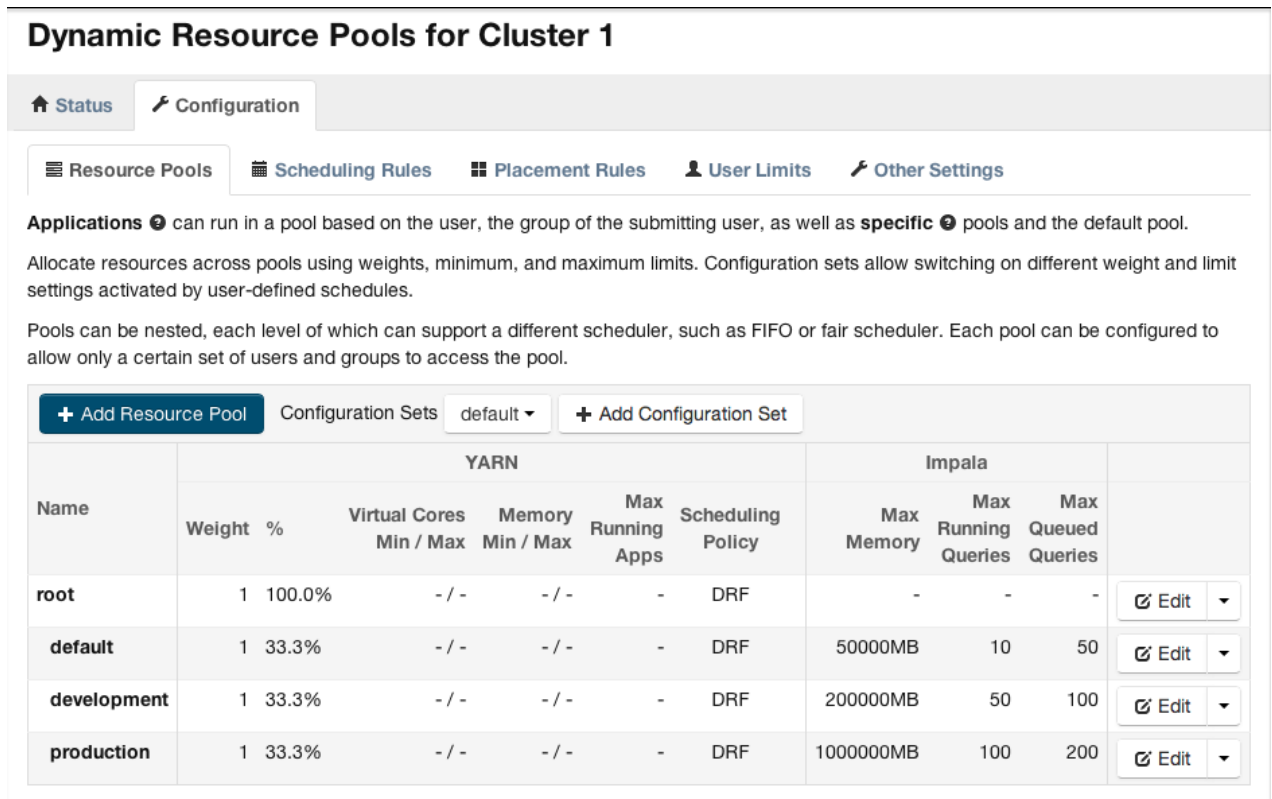 Dynamic Resource Pools for Cluster 1
Status Configuration
Resource Pools Scheduling Rules Placement Rules User Limits Other Settings
Applications can run in a pool based on the user, the group of the submitting user, as well as specific pools and the default pool.
Allocate resources across pools using weights, minimum, and maximum limits. Configuration sets allow switching on different weight and limit
settings activated by user-defined schedules.
Pools can be nested, each level of which can support a different scheduler, such as FIFO or fair scheduler. Each pool can be configured to
allow only a certain set of users and groups to access the pool.
+ Add Resource Pool Configuration Sets default + Add Configuration Set
YARN Impala
Name Weight % Virtual Cores Min / Max Memory Min / Max Max Running Apps Scheduling Policy Max Memory Max Running Queries Max Queued Queries
root 1 100.0% - / - - / - - DRF - - - Edit
default 1 33.3% - / - - / - - DRF 50000MB 10 50 Edit
development 1 33.3% - / - - / - - DRF 200000MB 50 100 Edit
production 1 33.3% - / - - / - - DRF 1000000MB 100 200 Edit